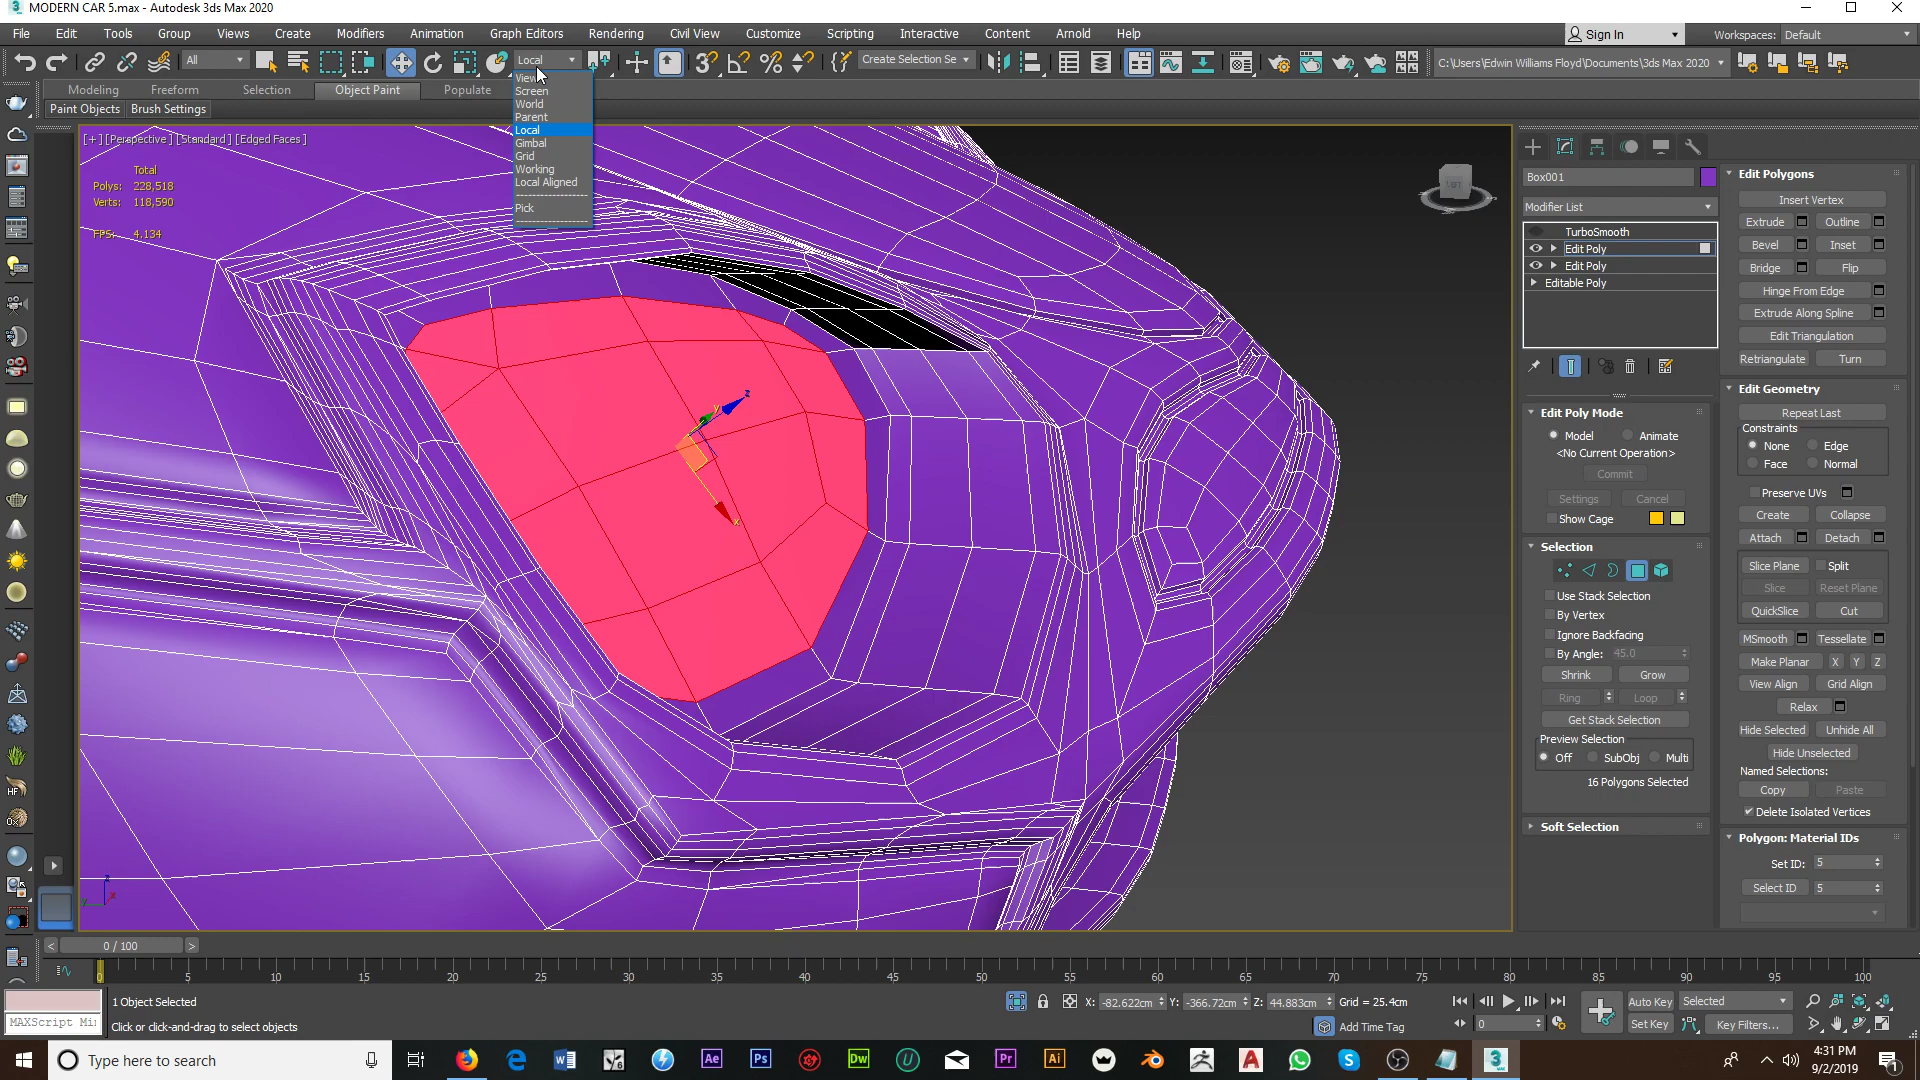 MODERN CAR 5.max - Autodesk 3ds Max 2020
File Edit Tools Group Views Create Modifiers Animation Graph Editors Rendering Civil View Customize Scripting Interactive Content Arnold Help
Sign In Workspaces: Default
All Local Create Selection Se C:\Users\Edwin Williams Floyd\Documents\3ds Max 2020
Modeling Freeform Selection Object Paint Populate
Paint Objects Brush Settings
View
Screen
World
Parent
Local
Gimbal
Grid
Working
Local Aligned
Pick
[+] [Perspective] [Standard] [Edged Faces]
Total
Polys: 228,518
Verts: 118,590
FPS: 4.134
z
y
x
LEFT
Box001
Modifier List
TurboSmooth
Edit Poly
Edit Poly
Editable Poly
Edit Poly Mode
Model Animate
<No Current Operation>
Commit
Settings Cancel
Show Cage
Selection
Use Stack Selection
By Vertex
Ignore Backfacing
By Angle: 45.0
Shrink Grow
Ring Loop
Get Stack Selection
Preview Selection
Off SubObj Multi
16 Polygons Selected
Soft Selection
Edit Polygons
Insert Vertex
Extrude Outline
Bevel Inset
Bridge Flip
Hinge From Edge
Extrude Along Spline
Edit Triangulation
Retriangulate Turn
Edit Geometry
Repeat Last
Constraints
None Edge
Face Normal
Preserve UVs
Create Collapse
Attach Detach
Slice Plane Split
Slice Reset Plane
QuickSlice Cut
MSmooth Tessellate
Make Planar X Y Z
View Align Grid Align
Relax
Hide Selected Unhide All
Hide Unselected
Named Selections:
Copy Paste
Delete Isolated Vertices
Polygon: Material IDs
Set ID: 5
Select ID 5
z
y x
< 0 / 100 >
0 5 10 15 20 25 30 35 40 45 50 55 60 65 70 75 80 85 90 95 100
1 Object Selected X: -82.622cm Y: -366.72cm Z: 44.883cm Grid = 25.4cm Auto Key Selected
MAXScript Mi Click or click-and-drag to select objects Add Time Tag 0 Set Key Key Filters...
Type here to search
Ae Ps Dw Pr Ai
4:31 PM
9/2/2019
1